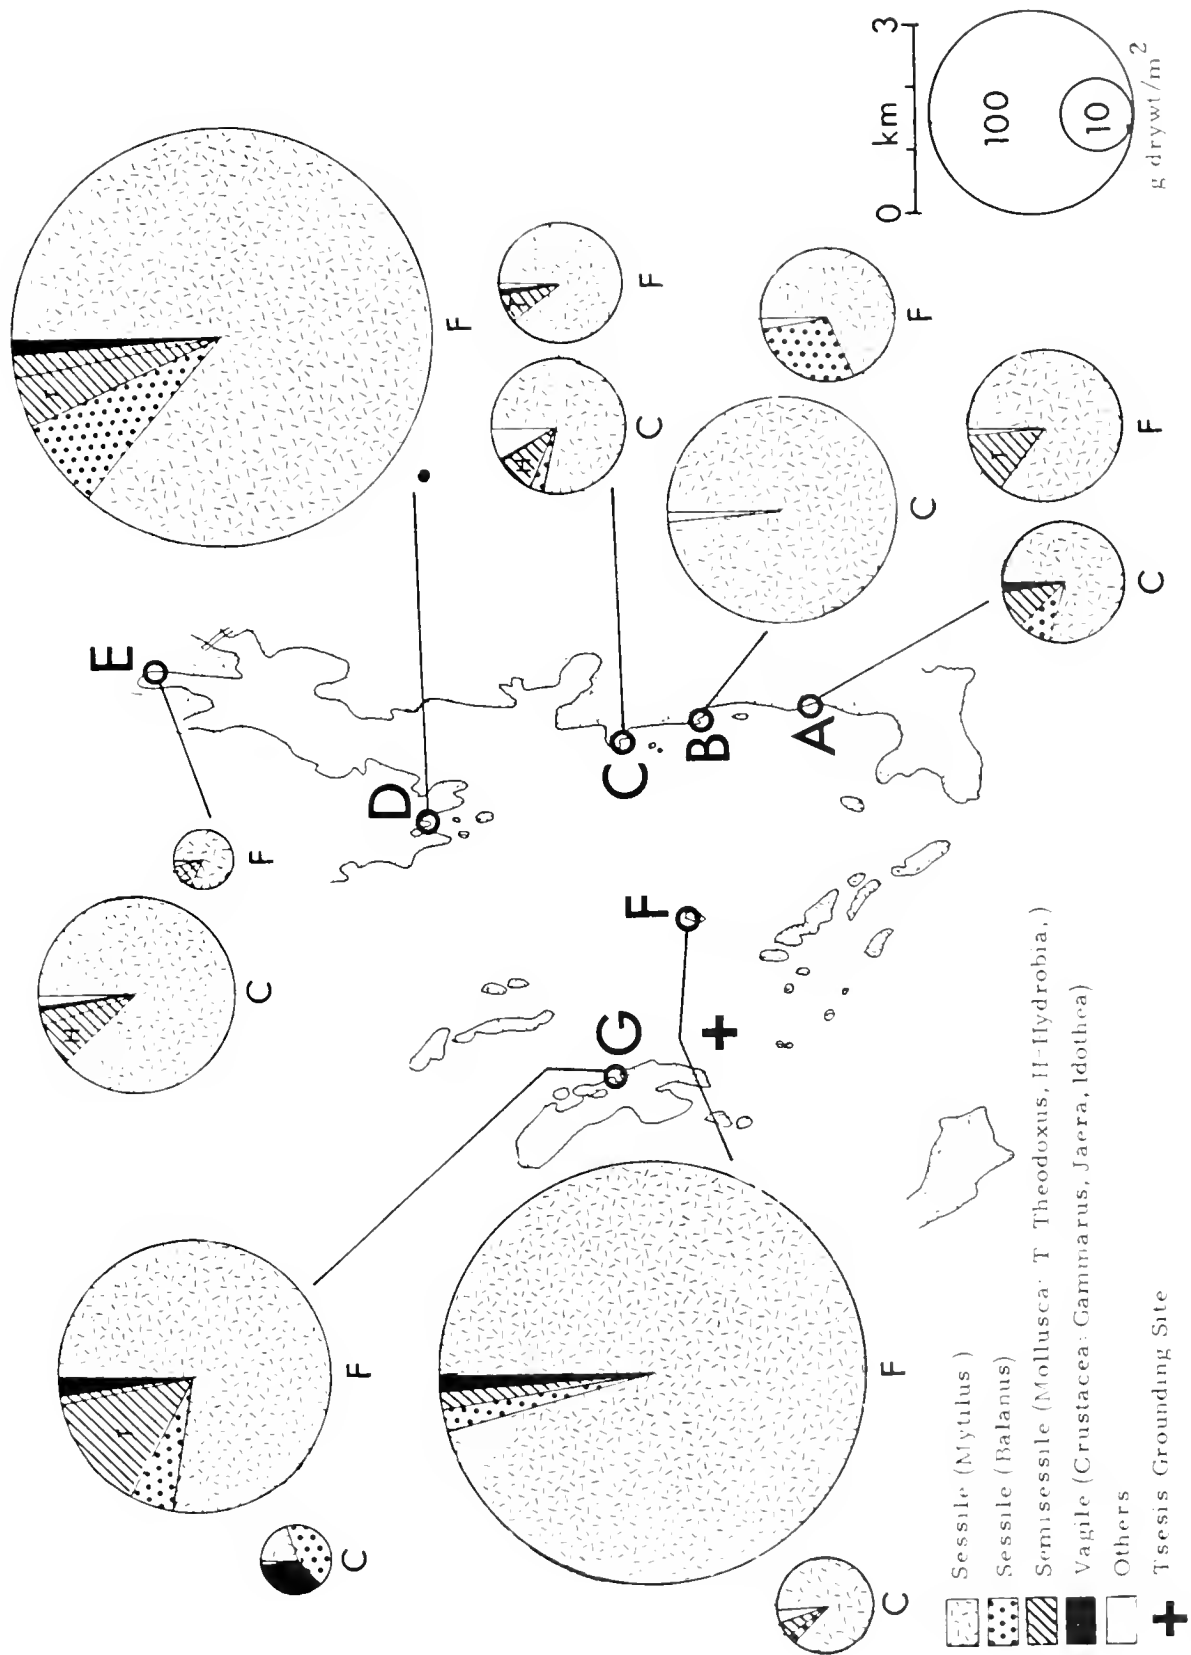 E
F
C
D
F
C
F
C
F
C
B
F
C
A
C
F
G
F
F
C
F
C
0 km 3
100
10
g drywt/m²
Sessile (Mytilus)
Sessile (Balanus)
Semisessile (Mollusca: T Theodoxus, H-Hydrobia,)
Vagile (Crustacea: Gammarus, Jaera, Idothea)
Others
Tsesis Grounding Site